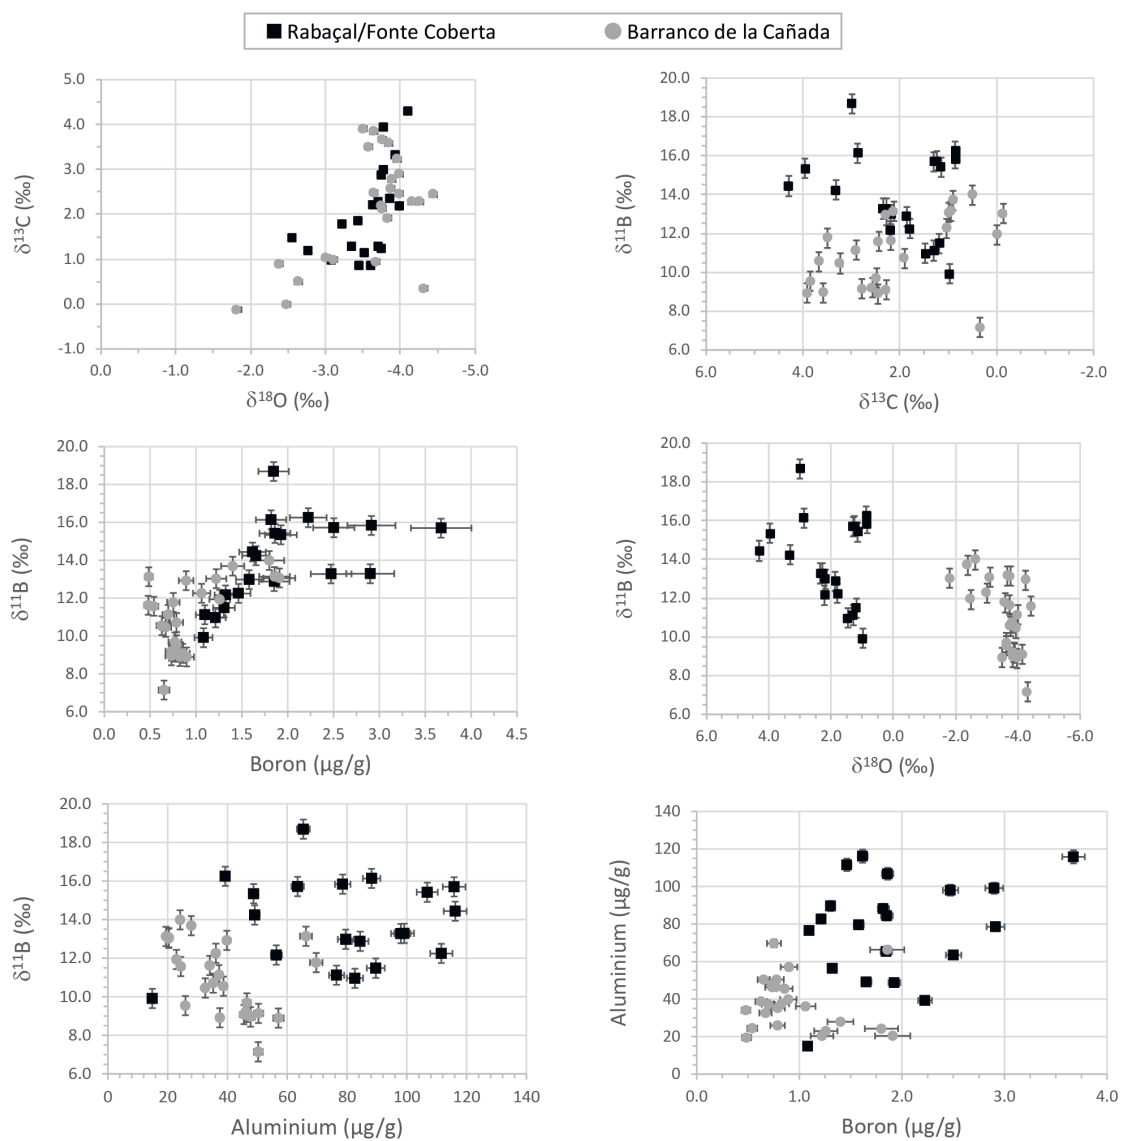 Rabaçal/Fonte Coberta Barranco de la Cañada
5.0
4.0
3.0
2.0
1.0
0.0
-1.0
δ13C (‰)
0.0 -1.0 -2.0 -3.0 -4.0 -5.0
δ18O (‰)
20.0
18.0
16.0
14.0
12.0
10.0
8.0
6.0
δ11B (‰)
6.0 4.0 2.0 0.0 -2.0
δ13C (‰)
20.0
18.0
16.0
14.0
12.0
10.0
8.0
6.0
δ11B (‰)
0.0 0.5 1.0 1.5 2.0 2.5 3.0 3.5 4.0 4.5
Boron (µg/g)
20.0
18.0
16.0
14.0
12.0
10.0
8.0
6.0
δ11B (‰)
6.0 4.0 2.0 0.0 -2.0 -4.0 -6.0
δ18O (‰)
20.0
18.0
16.0
14.0
12.0
10.0
8.0
6.0
δ11B (‰)
0 20 40 60 80 100 120 140
Aluminium (µg/g)
140
120
100
80
60
40
20
0
Aluminium (µg/g)
0.0 1.0 2.0 3.0 4.0
Boron (µg/g)